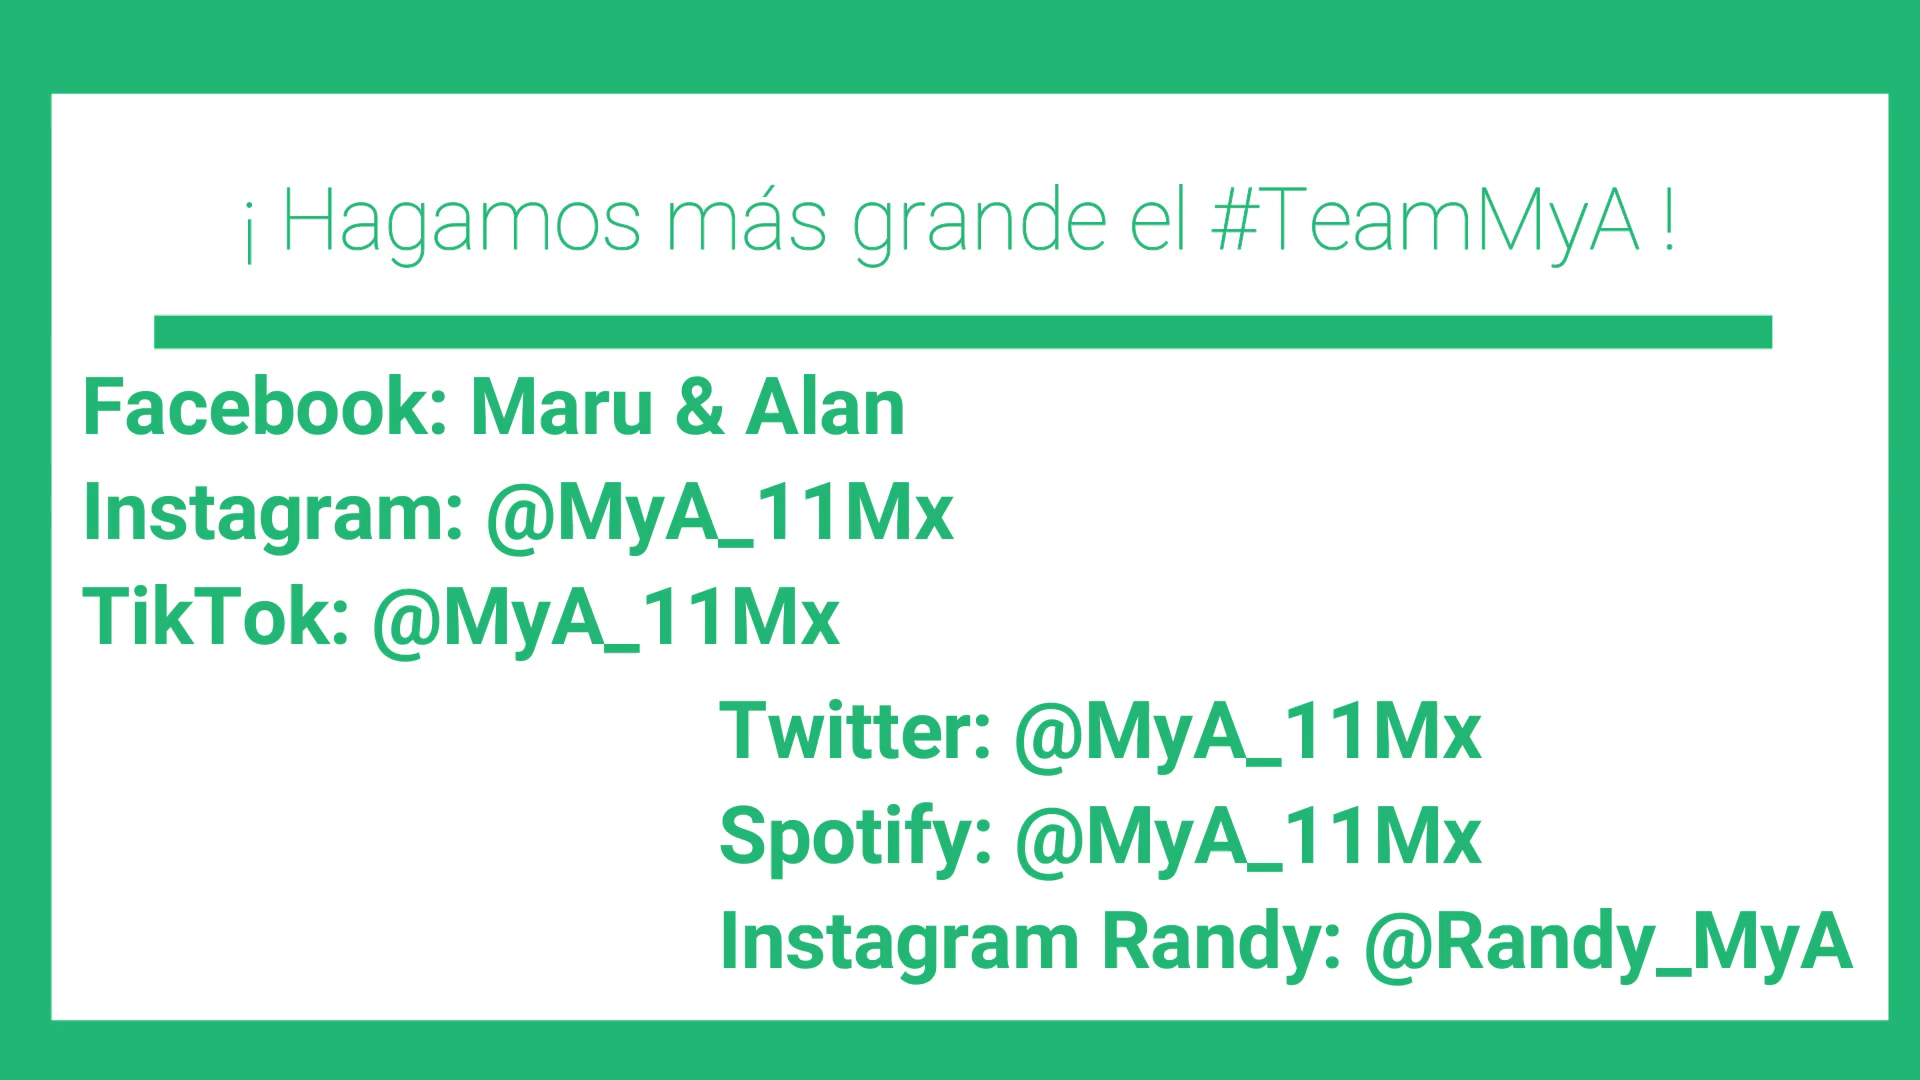 ¡ Hagamos más grande el #TeamMyA !
Facebook: Maru & Alan
Instagram: @MyA_11Mx
TikTok: @MyA_11Mx
Twitter: @MyA_11Mx
Spotify: @MyA_11Mx
Instagram Randy: @Randy_MyA